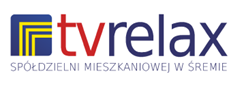 tvrelax
SPÓŁDZIELNI MIESZKANIOWEJ W ŚREMIE